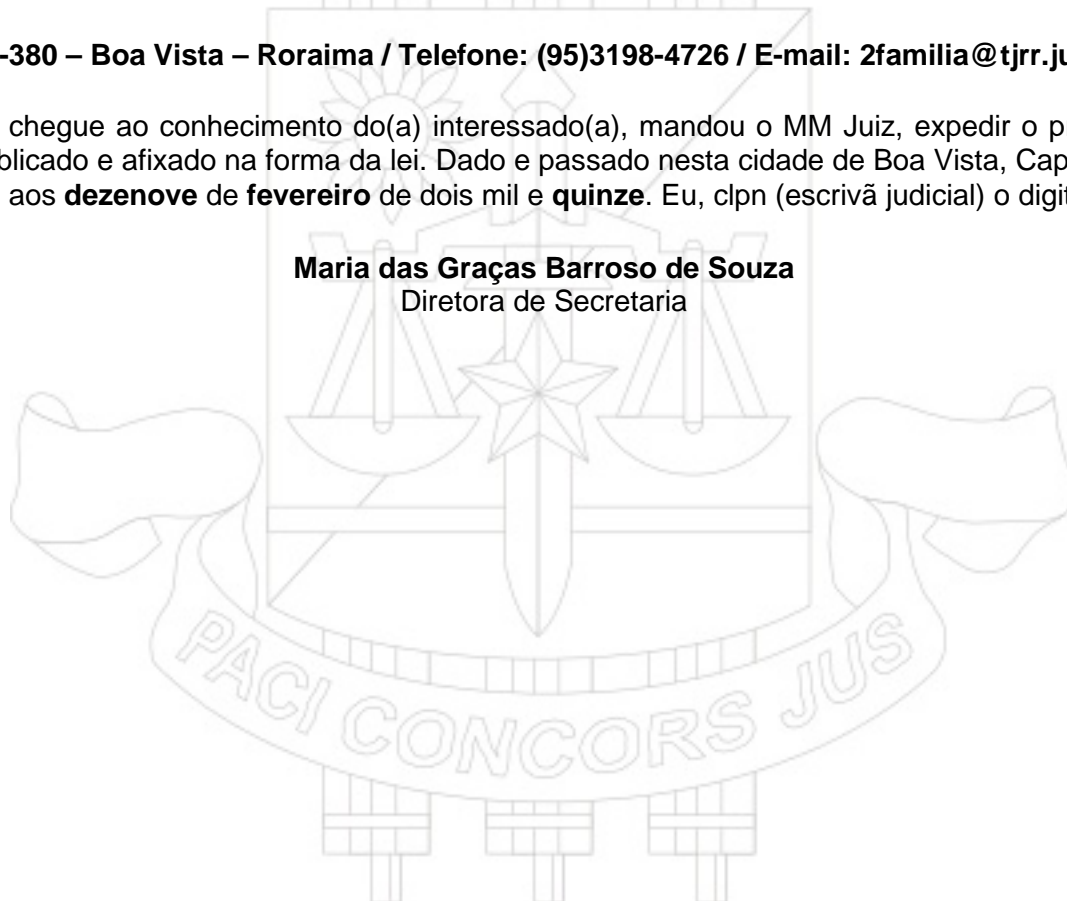 -380 – Boa Vista – Roraima / Telefone: (95)3198-4726 / E-mail: 2familia@tjrr.ju
chegue ao conhecimento do(a) interessado(a), mandou o MM Juiz, expedir o p
blicado e afixado na forma da lei. Dado e passado nesta cidade de Boa Vista, Cap
aos dezenove de fevereiro de dois mil e quinze. Eu, clpn (escrivã judicial) o digit
Maria das Graças Barroso de Souza
Diretora de Secretaria
PACI CONCORS JUS